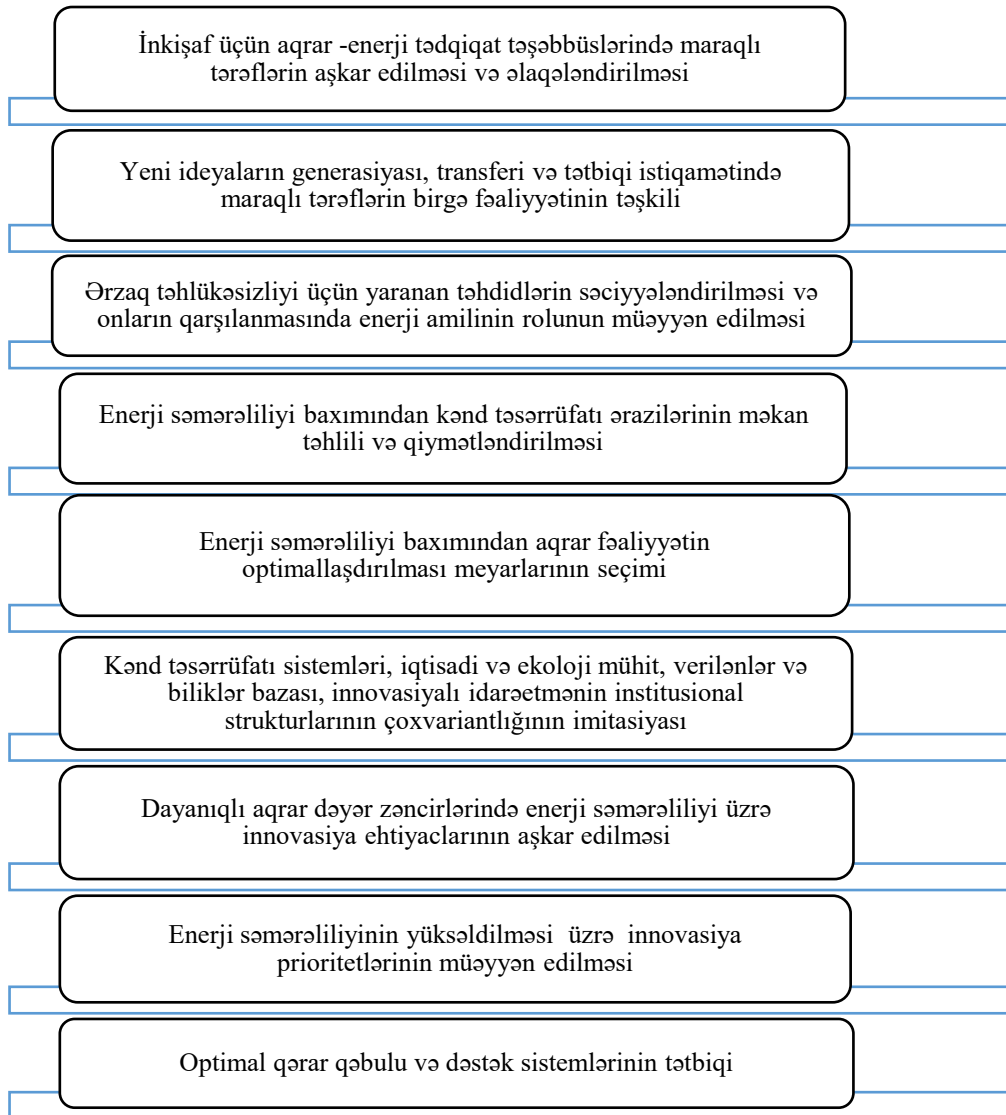 İnkişaf üçün aqrar -enerji tədqiqat təşəbbüslərində maraqlı
tərəflərin aşkar edilməsi və əlaqələndirilməsi
Yeni ideyaların generasiyası, transferi və tətbiqi istiqamətində
maraqlı tərəflərin birgə fəaliyyətinin təşkili
Ərzaq təhlükəsizliyi üçün yaranan təhdidlərin səciyyələndirilməsi və
onların qarşılanmasında enerji amilinin rolunun müəyyən edilməsi
Enerji səmərəliliyi baxımından kənd təsərrüfatı ərazilərinin məkan
təhlili və qiymətləndirilməsi
Enerji səmərəliliyi baxımından aqrar fəaliyyətin
optimallaşdırılması meyarlarının seçimi
Kənd təsərrüfatı sistemləri, iqtisadi və ekoloji mühit, verilənlər və
biliklər bazası, innovasiyalı idarəetmənin institusional
strukturlarının çoxvariantlığının imitasiyası
Dayanıqlı aqrar dəyər zəncirlərində enerji səmərəliliyi üzrə
innovasiya ehtiyaclarının aşkar edilməsi
Enerji səmərəliliyinin yüksəldilməsi üzrə innovasiya
prioritetlərinin müəyyən edilməsi
Optimal qərar qəbulu və dəstək sistemlərinin tətbiqi